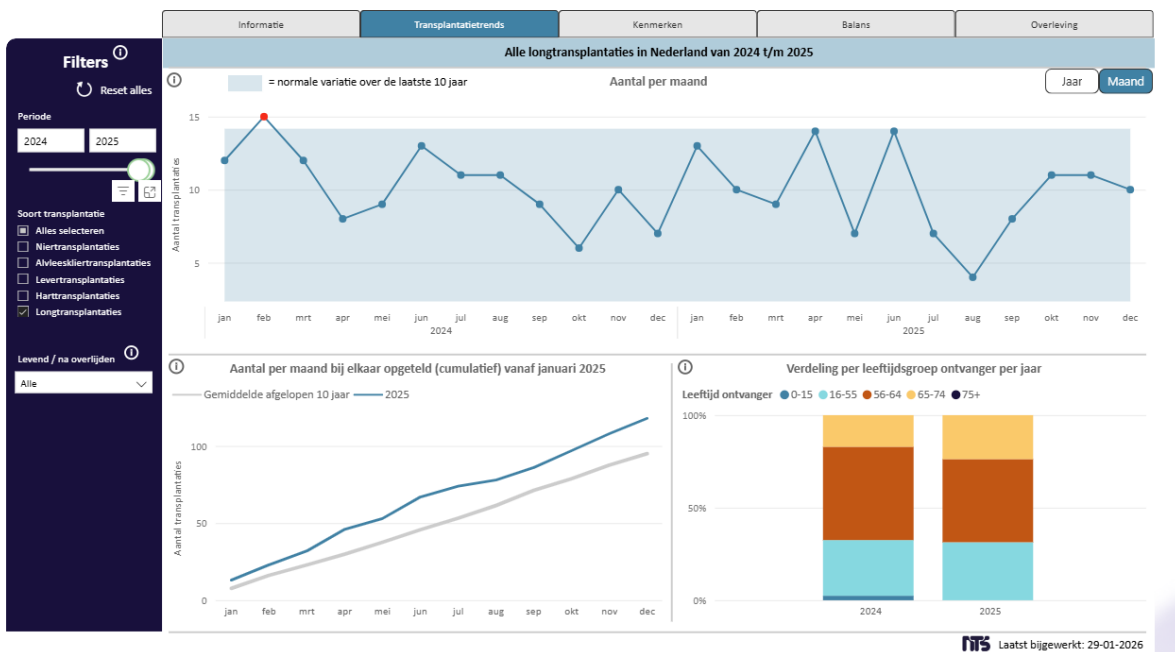 Informatie
Transplantatietrends
Kenmerken
Balans
Overleving
Filters
Reset alles
Periode
2024 2025
Soort transplantatie
Alles selecteren
Niertransplantaties
Alvleeskliertransplantaties
Levertransplantaties
Harttransplantaties
Longtransplantaties
Levend / na overlijden
Alle
Alle longtransplantaties in Nederland van 2024 t/m 2025
= normale variatie over de laatste 10 jaar
Aantal per maand
Jaar Maand
Aantal transplantaties
15
10
5
jan feb mrt apr mei jun jul aug sep okt nov dec jan feb mrt apr mei jun jul aug sep okt nov dec
2024 2025
Aantal per maand bij elkaar opgeteld (cumulatief) vanaf januari 2025
Gemiddelde afgelopen 10 jaar 2025
Aantal transplantaties
100
50
0
jan feb mrt apr mei jun jul aug sep okt nov dec
Verdeling per leeftijdsgroep ontvanger per jaar
Leeftijd ontvanger 0-15 16-55 56-64 65-74 75+
100%
50%
0%
2024 2025
NTS Laatst bijgewerkt: 29-01-2026